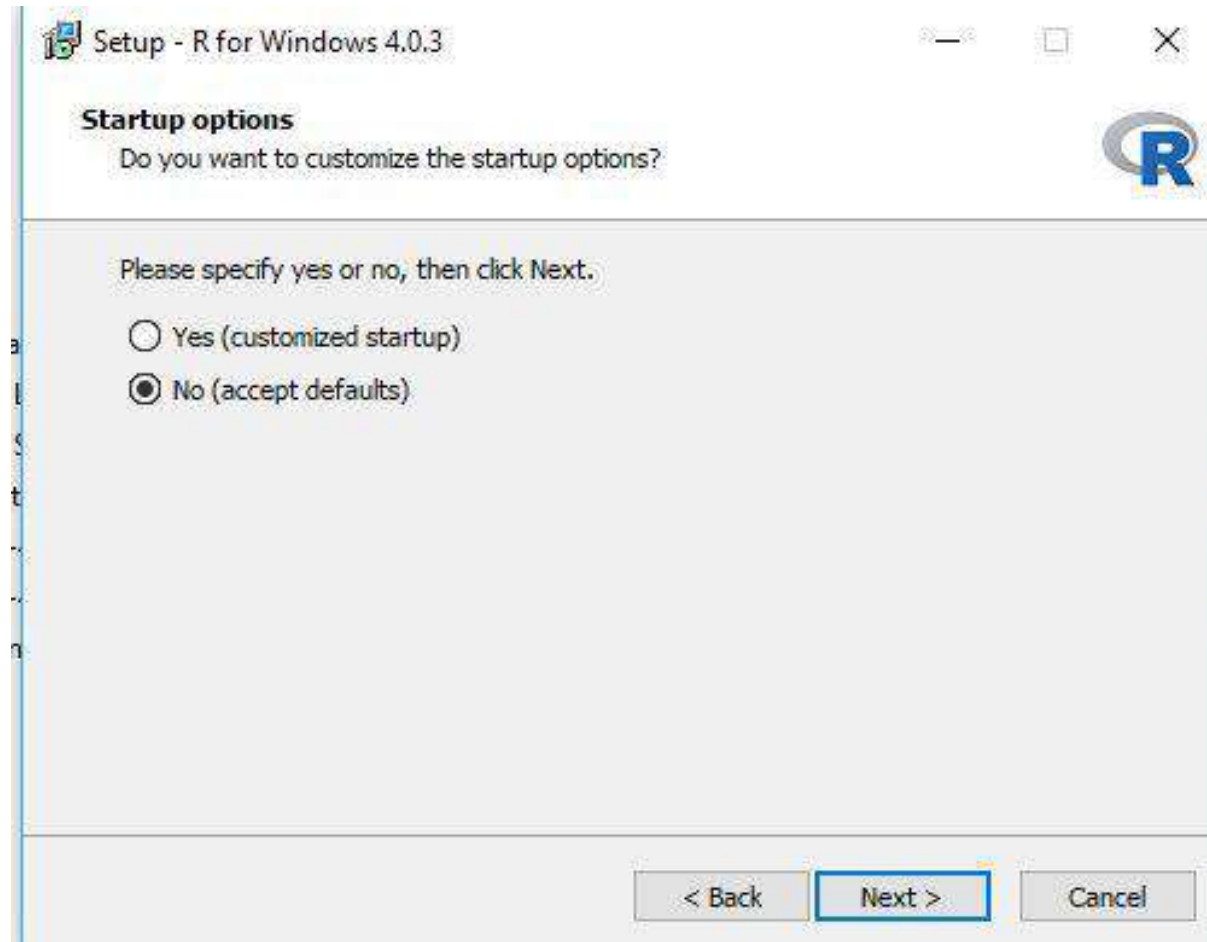 Setup - R for Windows 4.0.3
Startup options
Do you want to customize the startup options?
R
Please specify yes or no, then click Next.
Yes (customized startup)
No (accept defaults)
< Back Next > Cancel